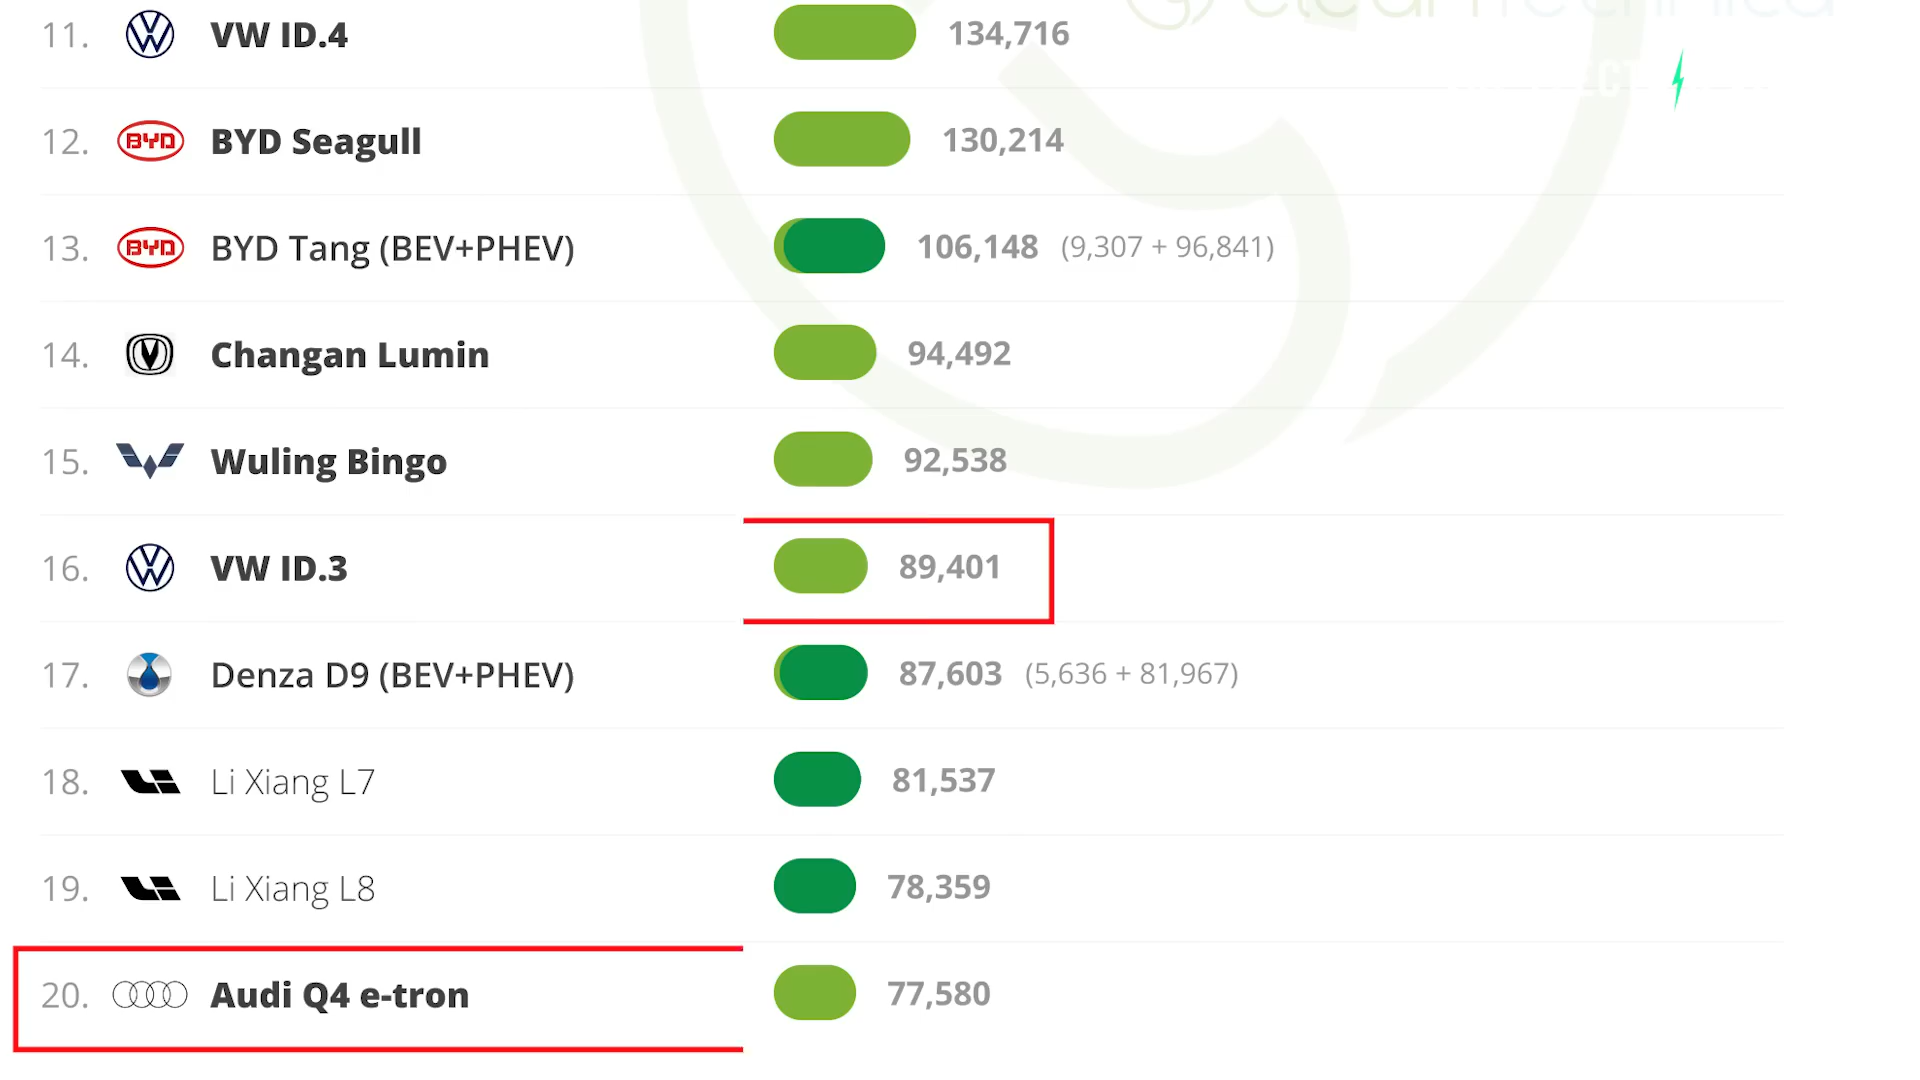 11. VW ID.4 134,716
12. BYD BYD Seagull 130,214
13. BYD BYD Tang (BEV+PHEV) 106,148 (9,307 + 96,841)
14. Changan Lumin 94,492
15. Wuling Bingo 92,538
16. VW ID.3 89,401
17. Denza D9 (BEV+PHEV) 87,603 (5,636 + 81,967)
18. Li Xiang L7 81,537
19. Li Xiang L8 78,359
20. Audi Q4 e-tron 77,580